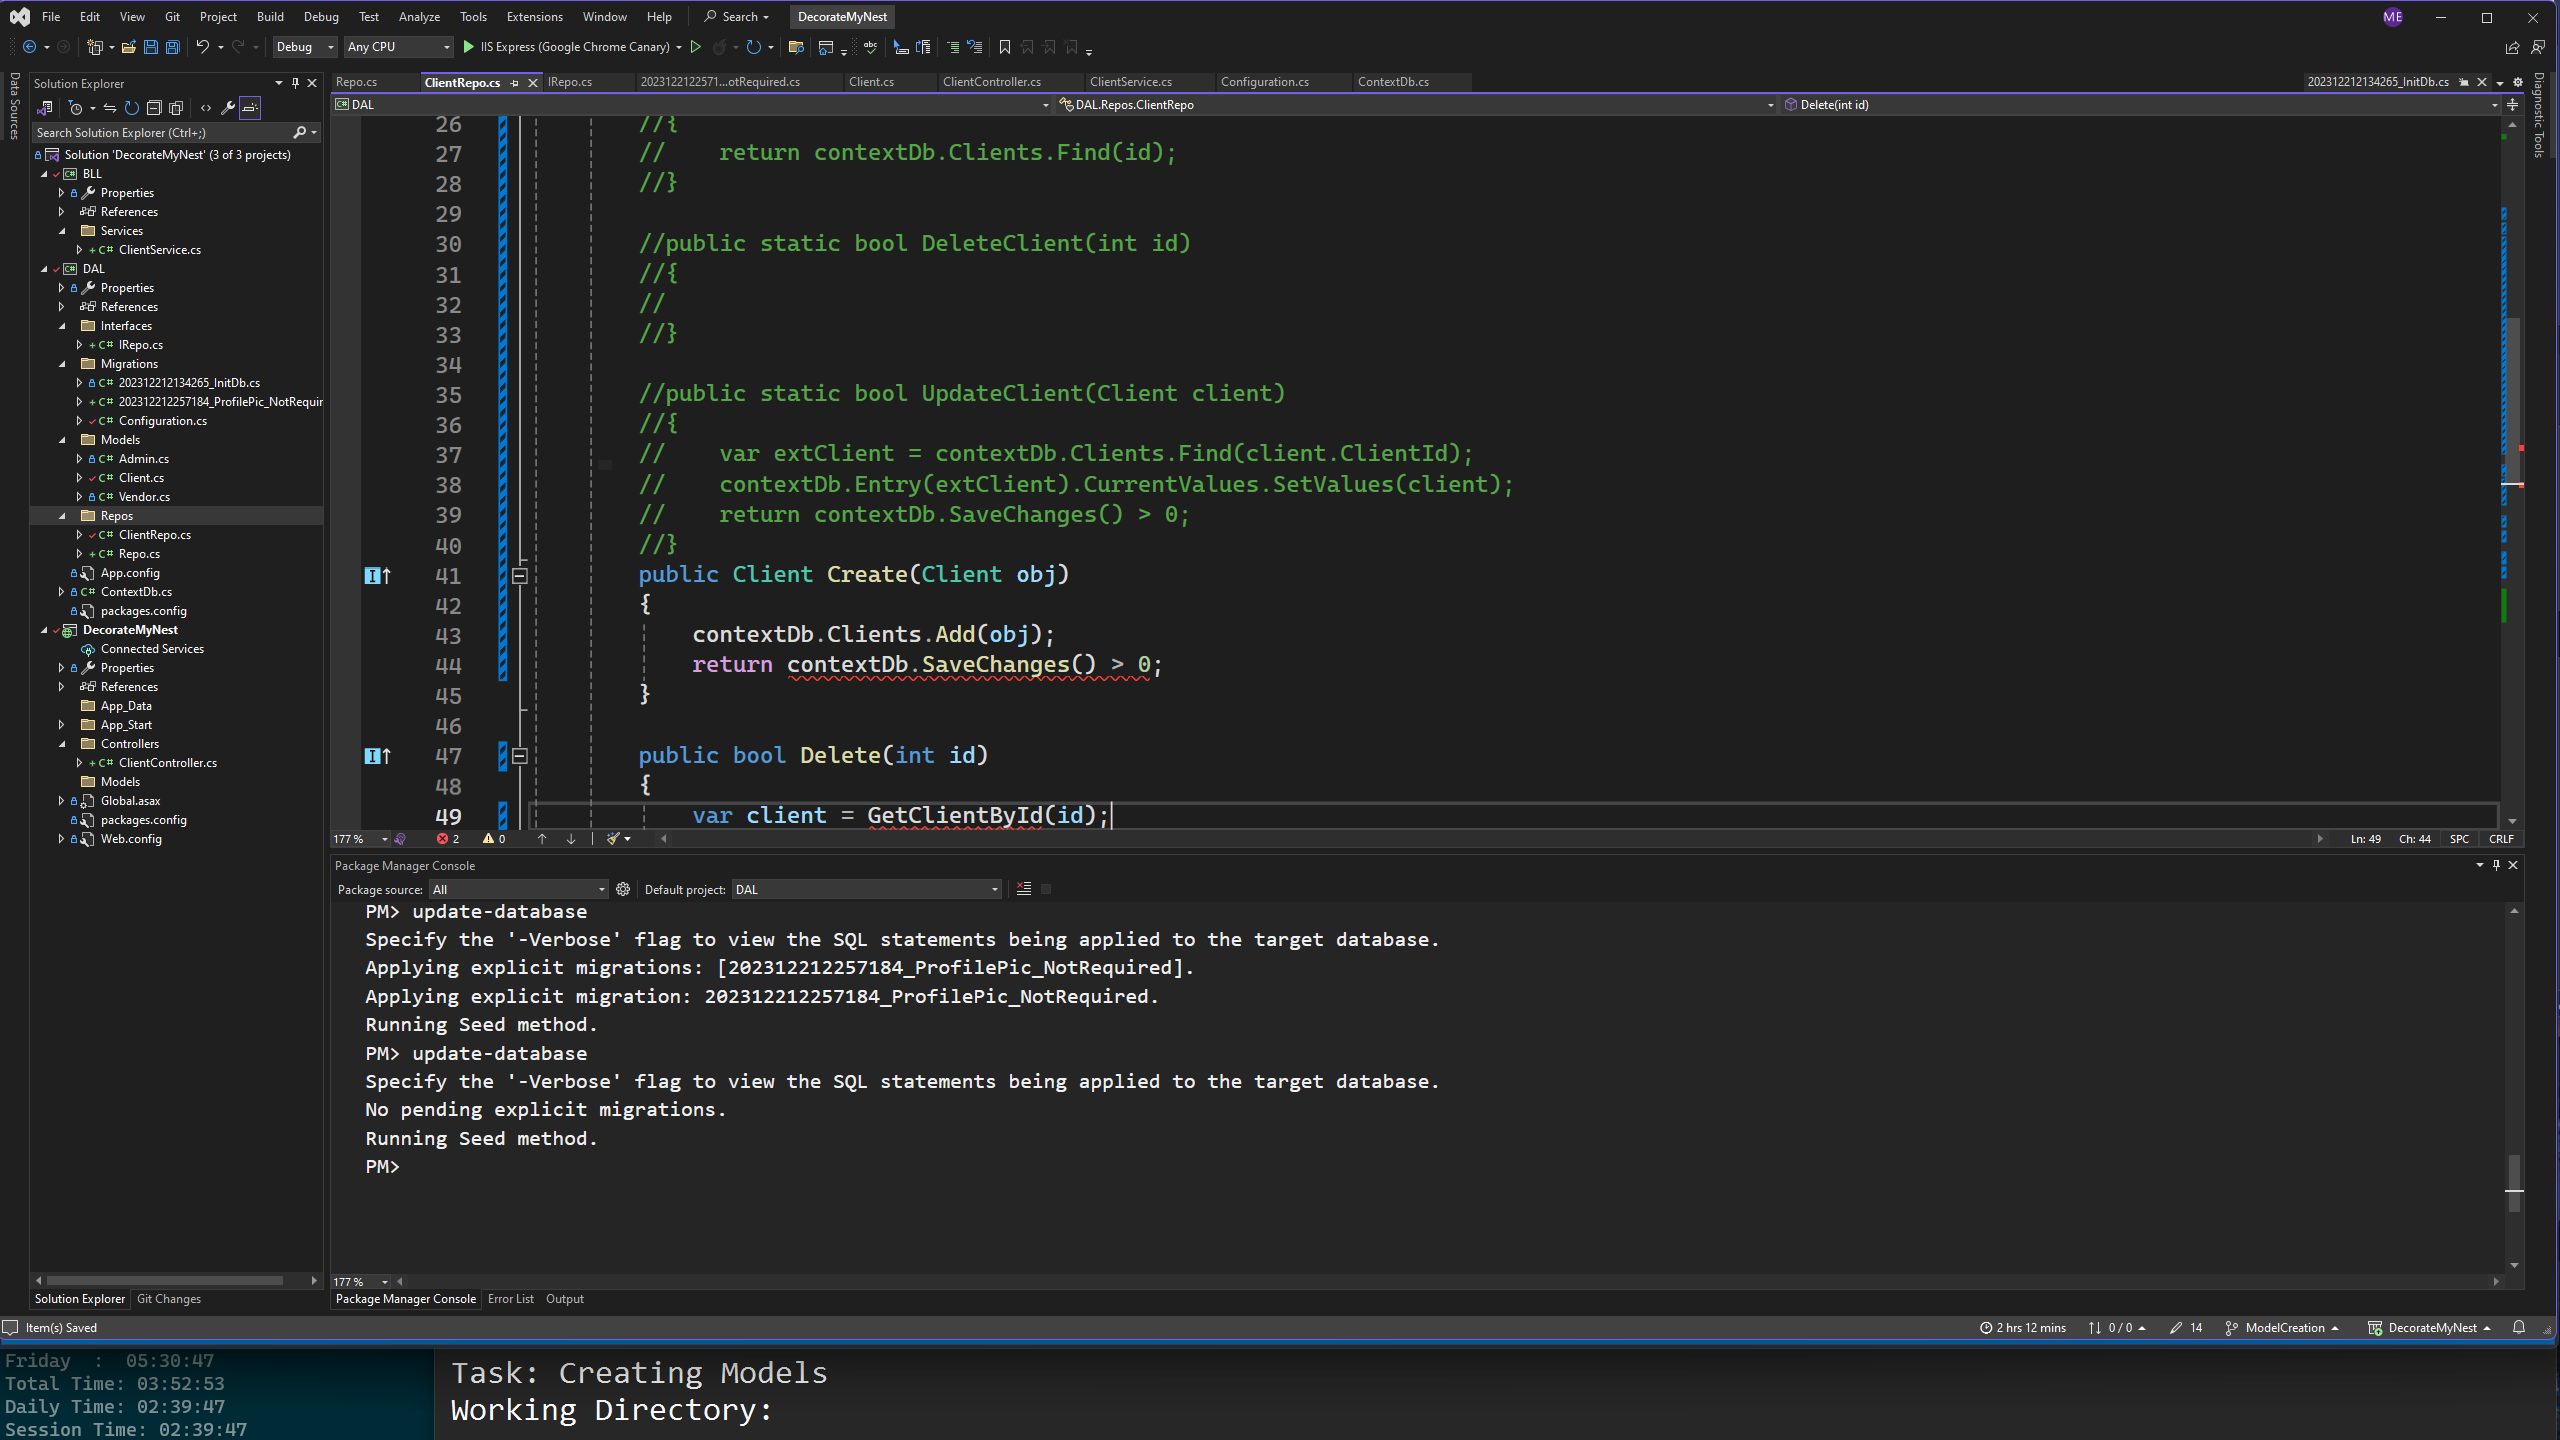 File Edit View Git Project Build Debug Test Analyze Tools Extensions Window Help Search DecorateMyNest ME
Debug Any CPU IIS Express (Google Chrome Canary)
Data Sources
Solution Explorer
Search Solution Explorer (Ctrl+;)
Solution 'DecorateMyNest' (3 of 3 projects)
BLL
Properties
References
Services
C# ClientService.cs
DAL
Properties
References
Interfaces
C# IRepo.cs
Migrations
C# 202312212134265_InitDb.cs
C# 202312212257184_ProfilePic_NotRequir
C# Configuration.cs
Models
C# Admin.cs
C# Client.cs
C# Vendor.cs
Repos
C# ClientRepo.cs
C# Repo.cs
App.config
C# ContextDb.cs
packages.config
DecorateMyNest
Connected Services
Properties
References
App_Data
App_Start
Controllers
C# ClientController.cs
Models
Global.asax
packages.config
Web.config
Solution Explorer Git Changes
Repo.cs ClientRepo.cs IRepo.cs 2023122122571...otRequired.cs Client.cs ClientController.cs ClientService.cs Configuration.cs ContextDb.cs 202312212134265_InitDb.cs
DAL DAL.Repos.ClientRepo Delete(int id)
Diagnostic Tools
26 //{
27 // return contextDb.Clients.Find(id);
28 //}
29
30 //public static bool DeleteClient(int id)
31 //{
32 //
33 //}
34
35 //public static bool UpdateClient(Client client)
36 //{
37 // var extClient = contextDb.Clients.Find(client.ClientId);
38 // contextDb.Entry(extClient).CurrentValues.SetValues(client);
39 // return contextDb.SaveChanges() > 0;
40 //}
41 public Client Create(Client obj)
42 {
43 contextDb.Clients.Add(obj);
44 return contextDb.SaveChanges() > 0;
45 }
46
47 public bool Delete(int id)
48 {
49 var client = GetClientById(id);
177 % 2 0 Ln: 49 Ch: 44 SPC CRLF
Package Manager Console
Package source: All Default project: DAL
PM> update-database
Specify the '-Verbose' flag to view the SQL statements being applied to the target database.
Applying explicit migrations: [202312212257184_ProfilePic_NotRequired].
Applying explicit migration: 202312212257184_ProfilePic_NotRequired.
Running Seed method.
PM> update-database
Specify the '-Verbose' flag to view the SQL statements being applied to the target database.
No pending explicit migrations.
Running Seed method.
PM>
177 %
Package Manager Console Error List Output
Item(s) Saved 2 hrs 12 mins 0 / 0 14 ModelCreation DecorateMyNest
Friday : 05:30:47
Total Time: 03:52:53
Daily Time: 02:39:47
Session Time: 02:39:47
Task: Creating Models
Working Directory: